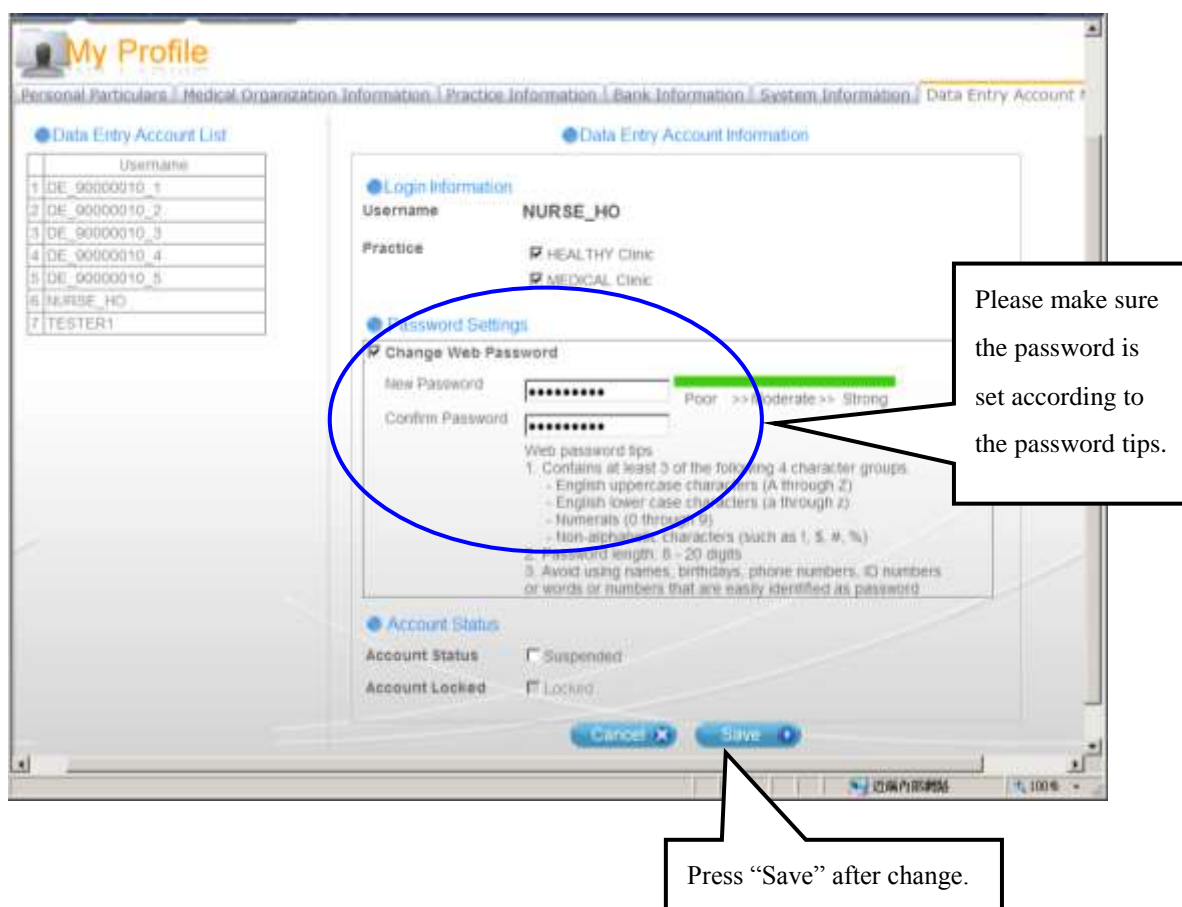 My Profile
Personal Particulars | Medical Organization Information | Practice Information | Bank Information | System Information | Data Entry Account
Data Entry Account List
Username
1 DE_90000010_1
2 DE_90000010_2
3 DE_90000010_3
4 DE_90000010_4
5 DE_90000010_5
6 NURSE_HO
7 TESTER1
Data Entry Account Information
Login Information
Username NURSE_HO
Practice HEALTHY Clinic
MEDICAL Clinic
Password Settings
Change Web Password
New Password •••••••••
Poor >> Moderate >> Strong
Confirm Password •••••••••
Web password tips
1. Contains at least 3 of the following 4 character groups.
- English uppercase characters (A through Z)
- English lower case characters (a through z)
- Numerals (0 through 9)
- Non-alphabetic characters (such as !, $, #, %)
2. Password length: 8 - 20 digits
3. Avoid using names, birthdays, phone numbers, ID numbers
or words or numbers that are easily identified as password
Account Status
Account Status Suspended
Account Locked Locked
Cancel Save
近端內部網路 100%
Please make sure
the password is
set according to
the password tips.
Press “Save” after change.